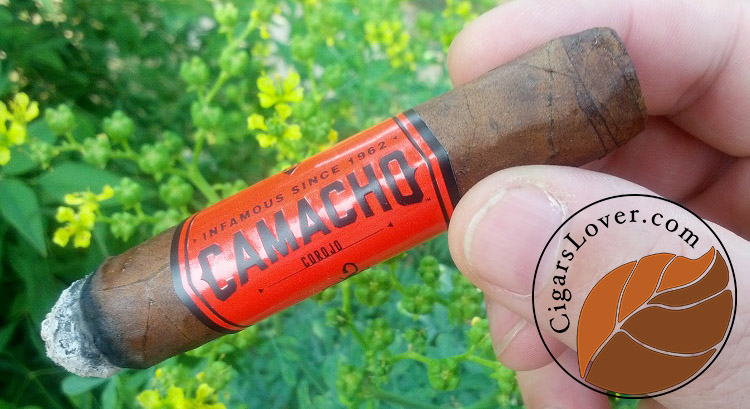 INFAMOUS SINCE 1962
CAMACHO
COROJO
CigarsLover.com